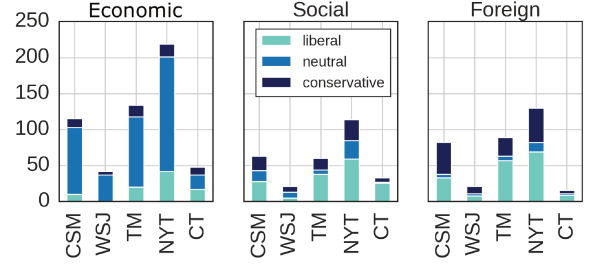 Economic
Social
Foreign
250
200
150
100
50
0
liberal
neutral
conservative
CSM
WSJ
TM
NYT
CT
CSM
WSJ
TM
NYT
CT
CSM
WSJ
TM
NYT
CT